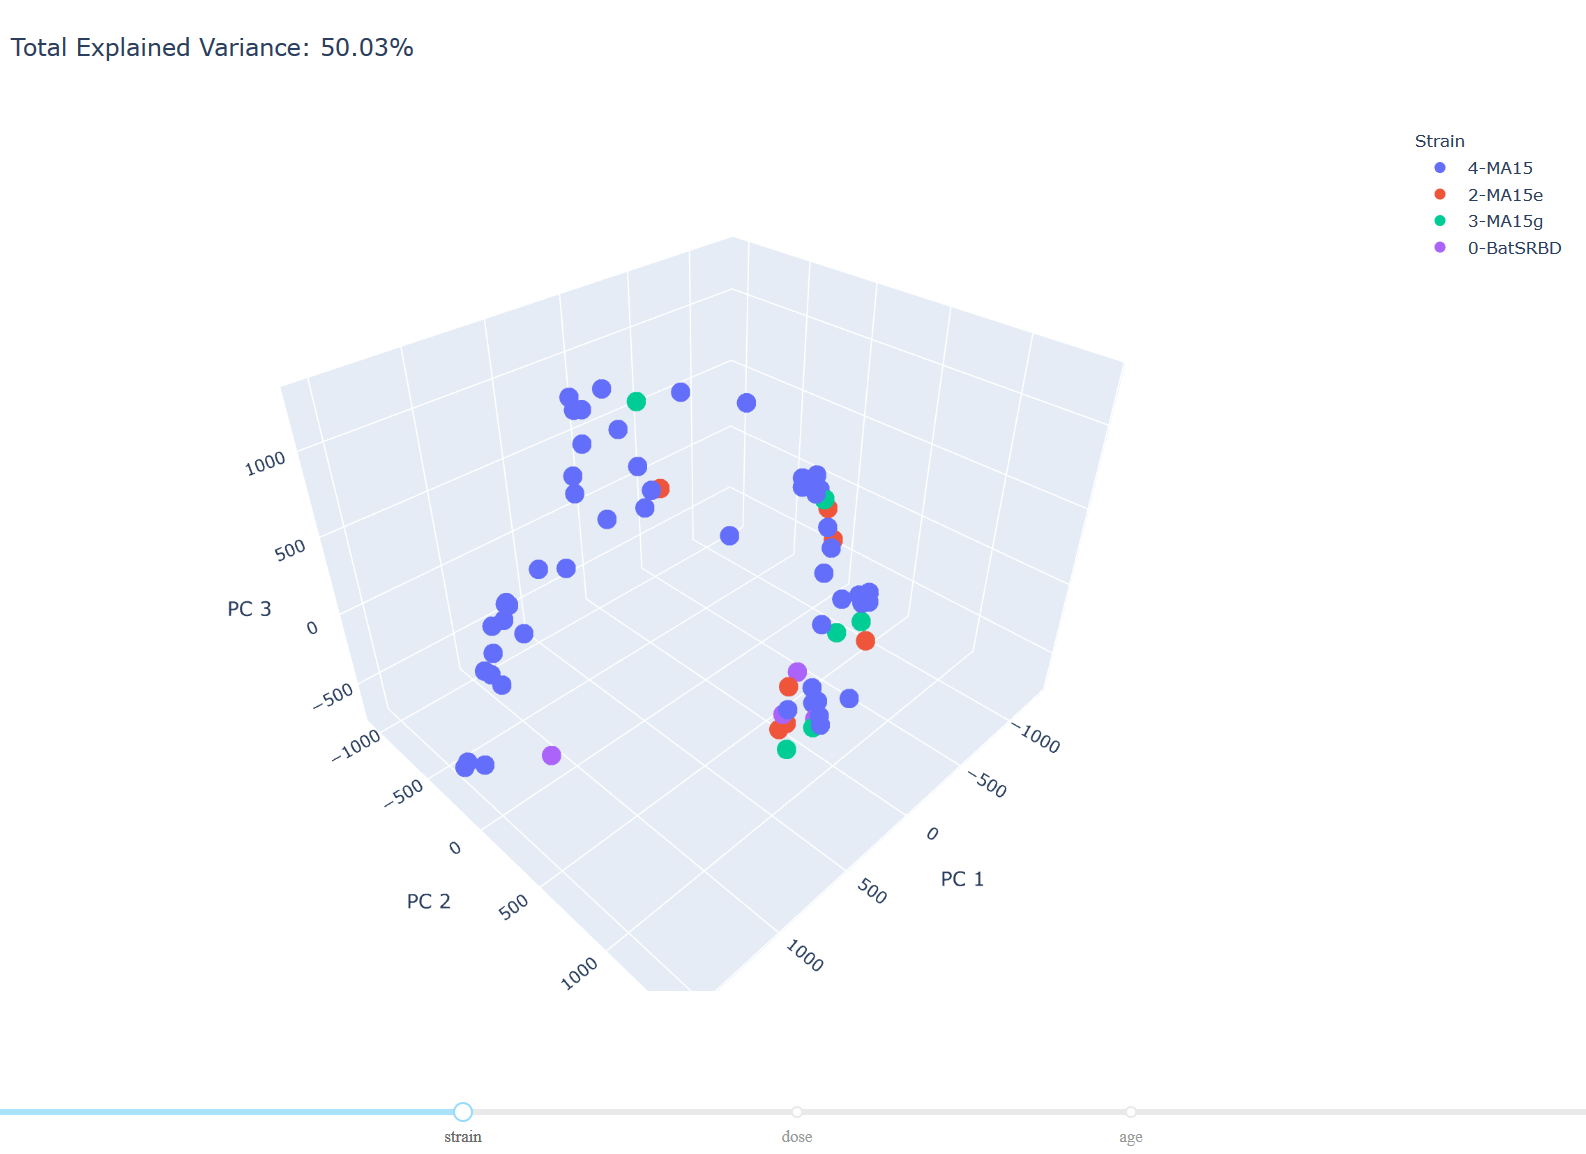 Total Explained Variance: 50.03%
Strain
4-MA15
2-MA15e
3-MA15g
0-BatSRBD
1000
500
0
−500
PC 3
−1000
−500
0
500
1000
PC 2
−1000
−500
0
500
1000
PC 1
strain
dose
age